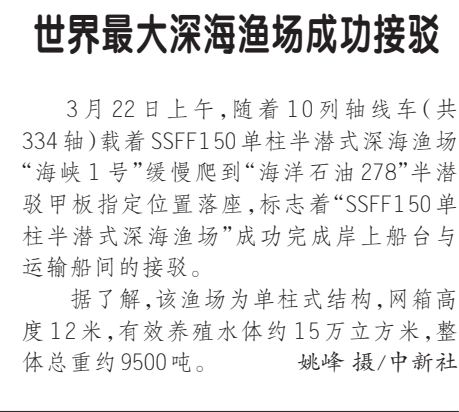 世界最大深海渔场成功接驳
3月22日上午,随着10列轴线车(共
334轴)载着SSFF150单柱半潜式深海渔场
“海峡1号”缓慢爬到“海洋石油278”半潜
驳甲板指定位置落座,标志着“SSFF150单
柱半潜式深海渔场”成功完成岸上船台与
运输船间的接驳。
据了解,该渔场为单柱式结构,网箱高
度12米,有效养殖水体约15万立方米,整
体总重约9500吨。 姚峰 摄/中新社